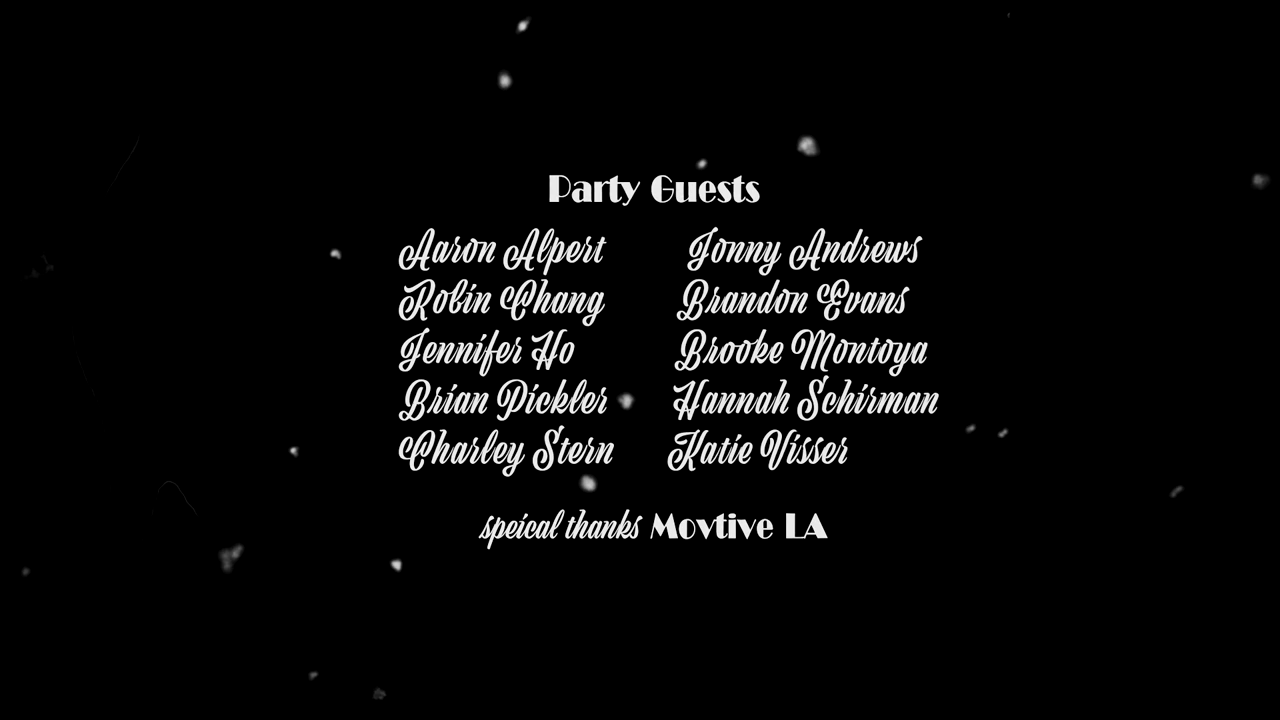 Party Guests
Aaron Alpert Jonny Andrews
Robin Chang Brandon Evans
Jennifer Ho Brooke Montoya
Brian Pickler Hannah Schirman
Charley Stern Katie Visser
speical thanks Movtive LA